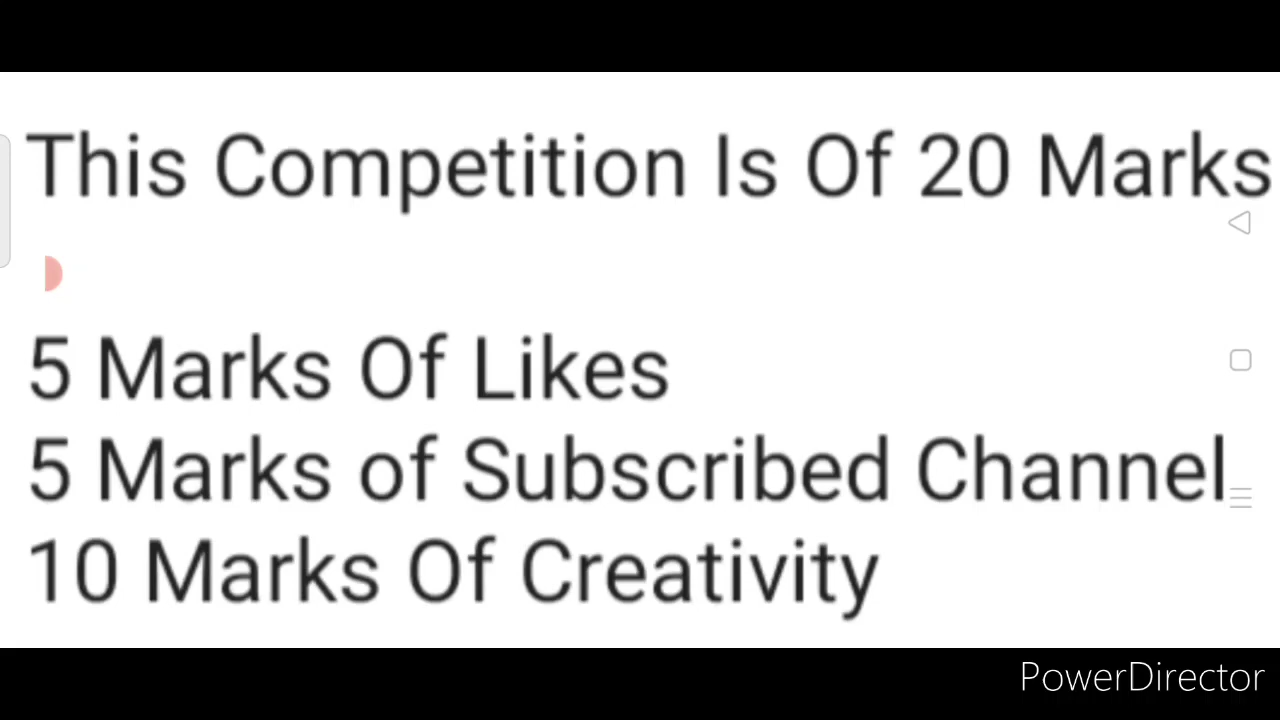 This Competition Is Of 20 Marks
5 Marks Of Likes
5 Marks of Subscribed Channel
10 Marks Of Creativity
PowerDirector